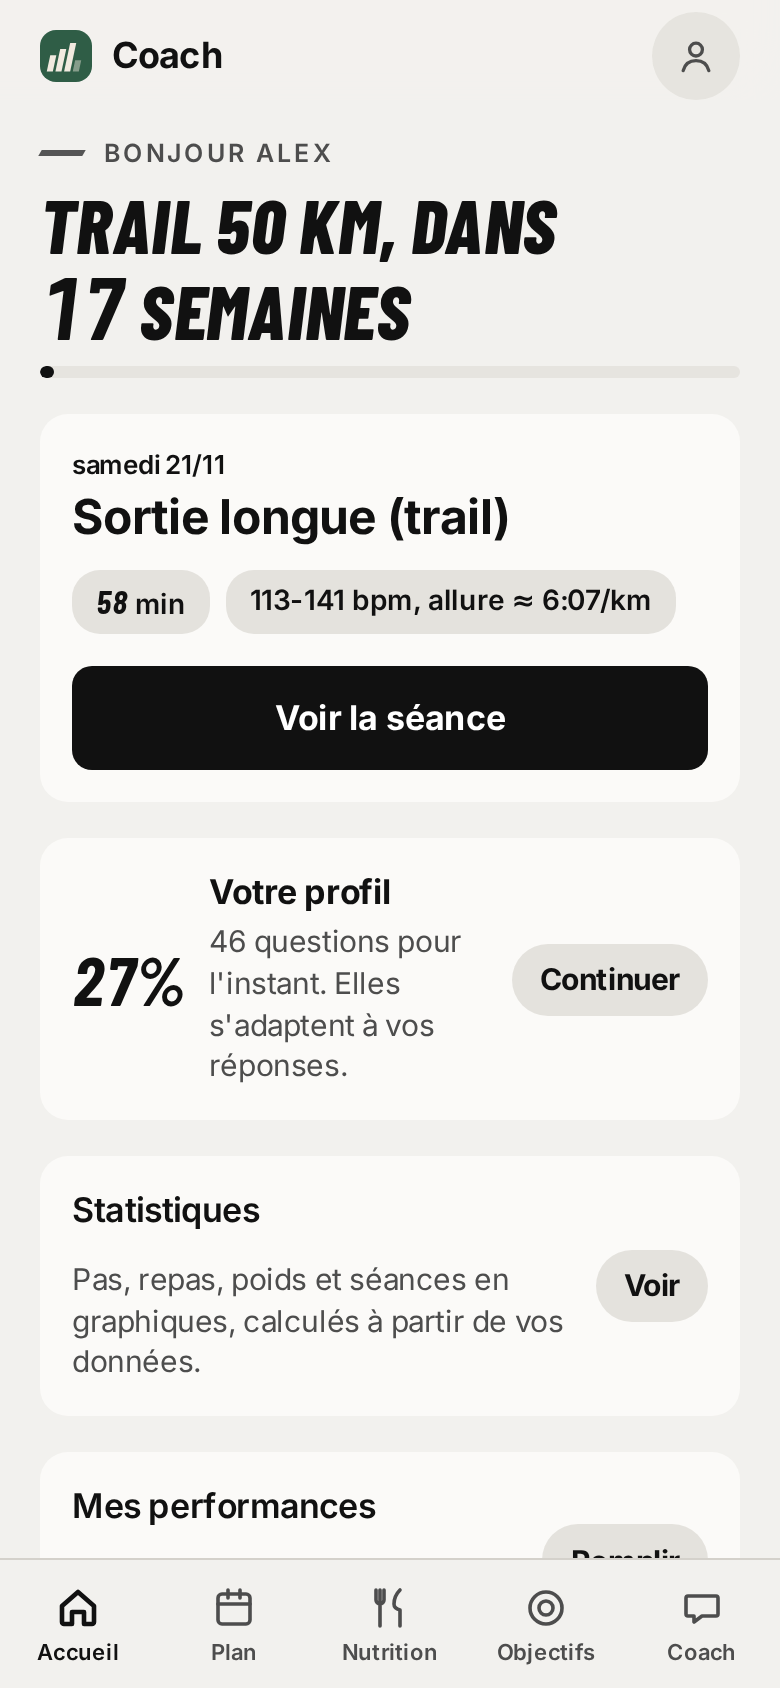 Coach
BONJOUR ALEX
TRAIL 50 KM, DANS
17 SEMAINES
samedi 21/11
Sortie longue (trail)
58 min
113-141 bpm, allure ≈ 6:07/km
Voir la séance
27%
Votre profil
46 questions pour
l'instant. Elles
s'adaptent à vos
réponses.
Continuer
Statistiques
Pas, repas, poids et séances en
graphiques, calculés à partir de vos
données.
Voir
Mes performances
Remplir
Accueil
Plan
Nutrition
Objectifs
Coach